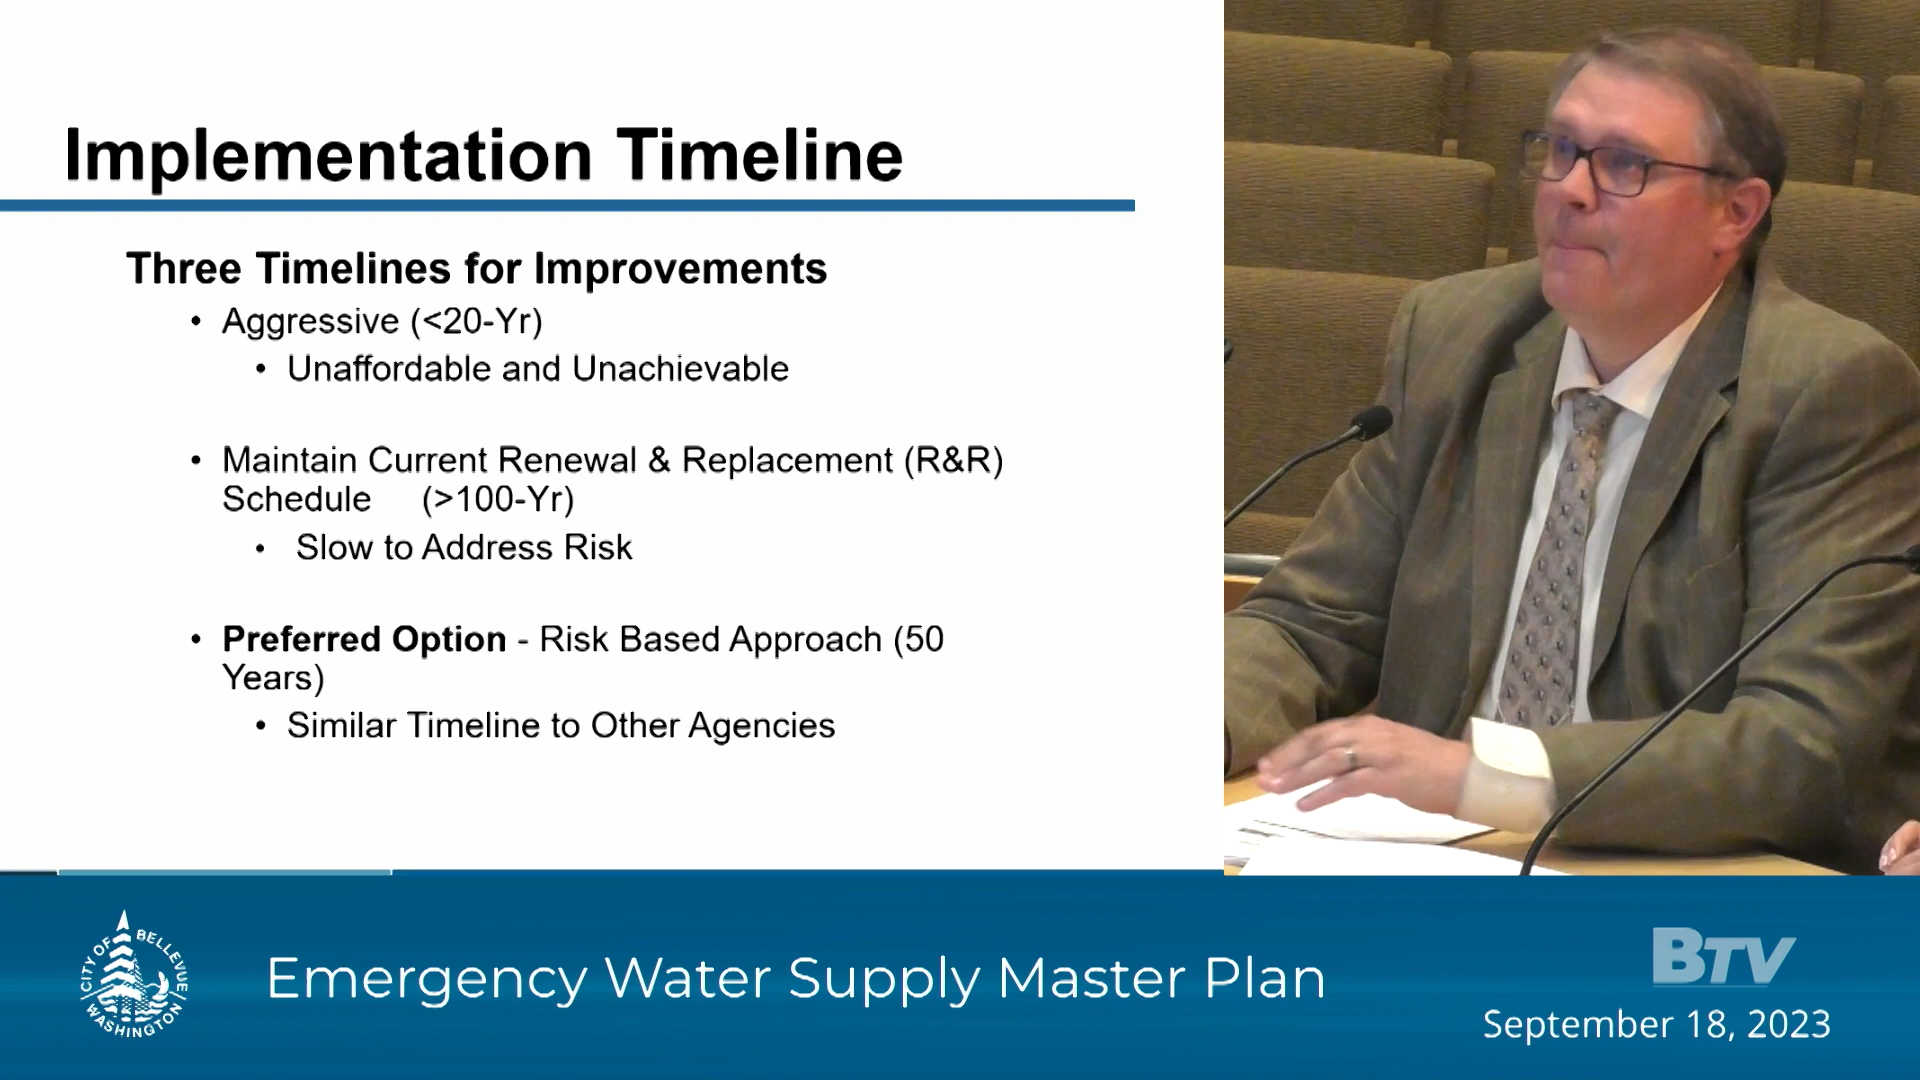 Implementation Timeline
Three Timelines for Improvements
• Aggressive (<20-Yr)
• Unaffordable and Unachievable
• Maintain Current Renewal & Replacement (R&R)
Schedule (>100-Yr)
• Slow to Address Risk
• Preferred Option - Risk Based Approach (50
Years)
• Similar Timeline to Other Agencies
CITY OF BELLEVUE
WASHINGTON
Emergency Water Supply Master Plan
BTV
September 18, 2023